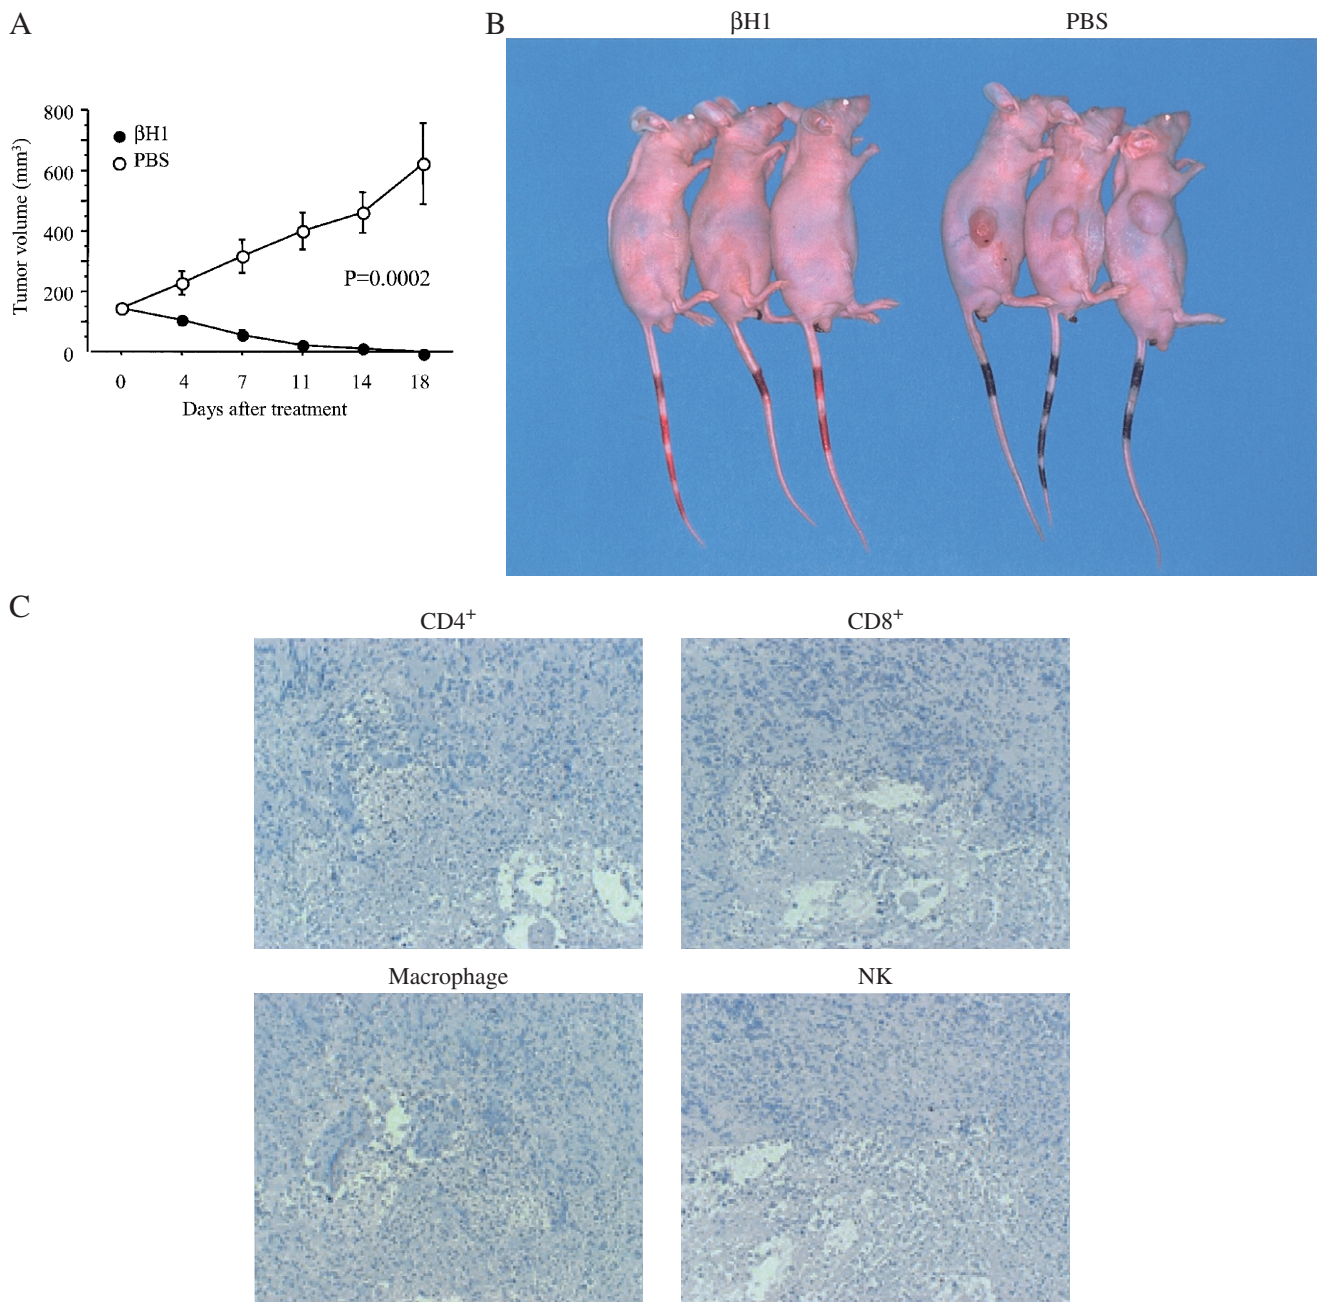 A
B
βH1
PBS
800
600
400
200
0
Tumor volume (mm³)
βH1
PBS
P=0.0002
0 4 7 11 14 18
Days after treatment
C
CD4⁺
CD8⁺
Macrophage
NK